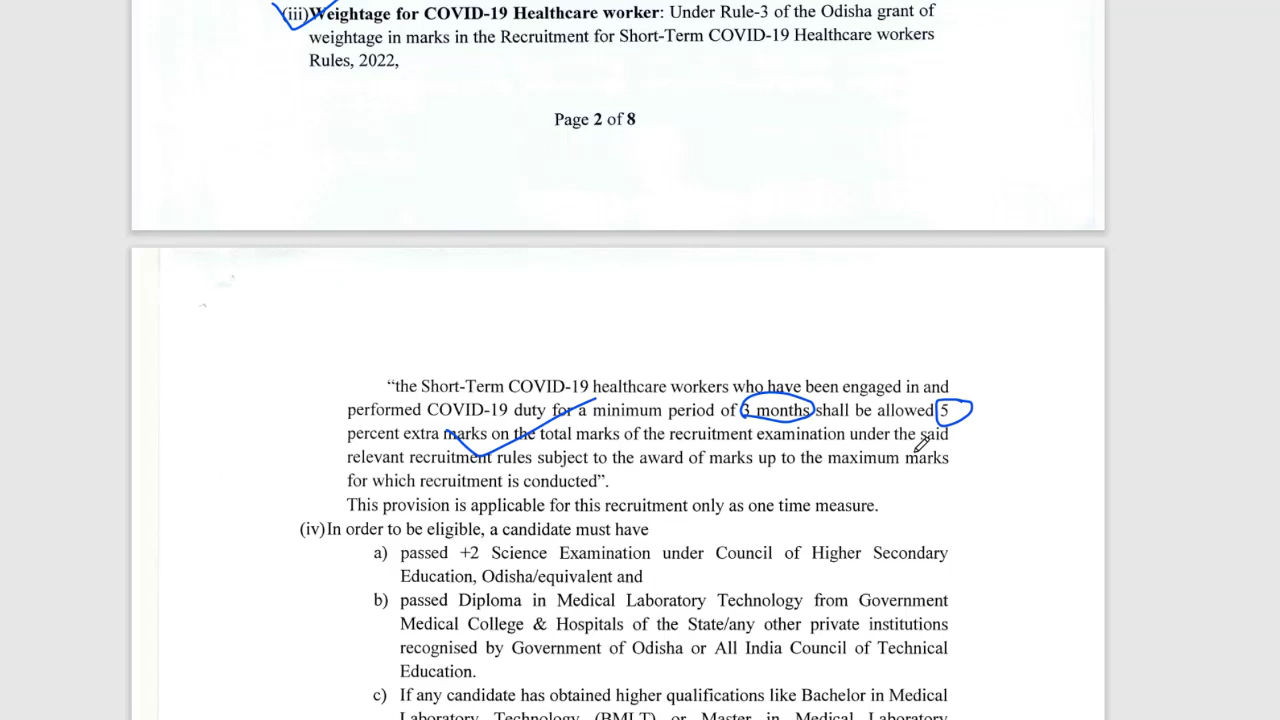 (iii)Weightage for COVID-19 Healthcare worker: Under Rule-3 of the Odisha grant of
weightage in marks in the Recruitment for Short-Term COVID-19 Healthcare workers
Rules, 2022,
Page 2 of 8
“the Short-Term COVID-19 healthcare workers who have been engaged in and
performed COVID-19 duty for a minimum period of 3 months shall be allowed 5
percent extra marks on the total marks of the recruitment examination under the said
relevant recruitment rules subject to the award of marks up to the maximum marks
for which recruitment is conducted”.
This provision is applicable for this recruitment only as one time measure.
(iv)In order to be eligible, a candidate must have
a) passed +2 Science Examination under Council of Higher Secondary
Education, Odisha/equivalent and
b) passed Diploma in Medical Laboratory Technology from Government
Medical College & Hospitals of the State/any other private institutions
recognised by Government of Odisha or All India Council of Technical
Education.
c) If any candidate has obtained higher qualifications like Bachelor in Medical
Laboratory Technology (BMLT) or Master in Medical Laboratory